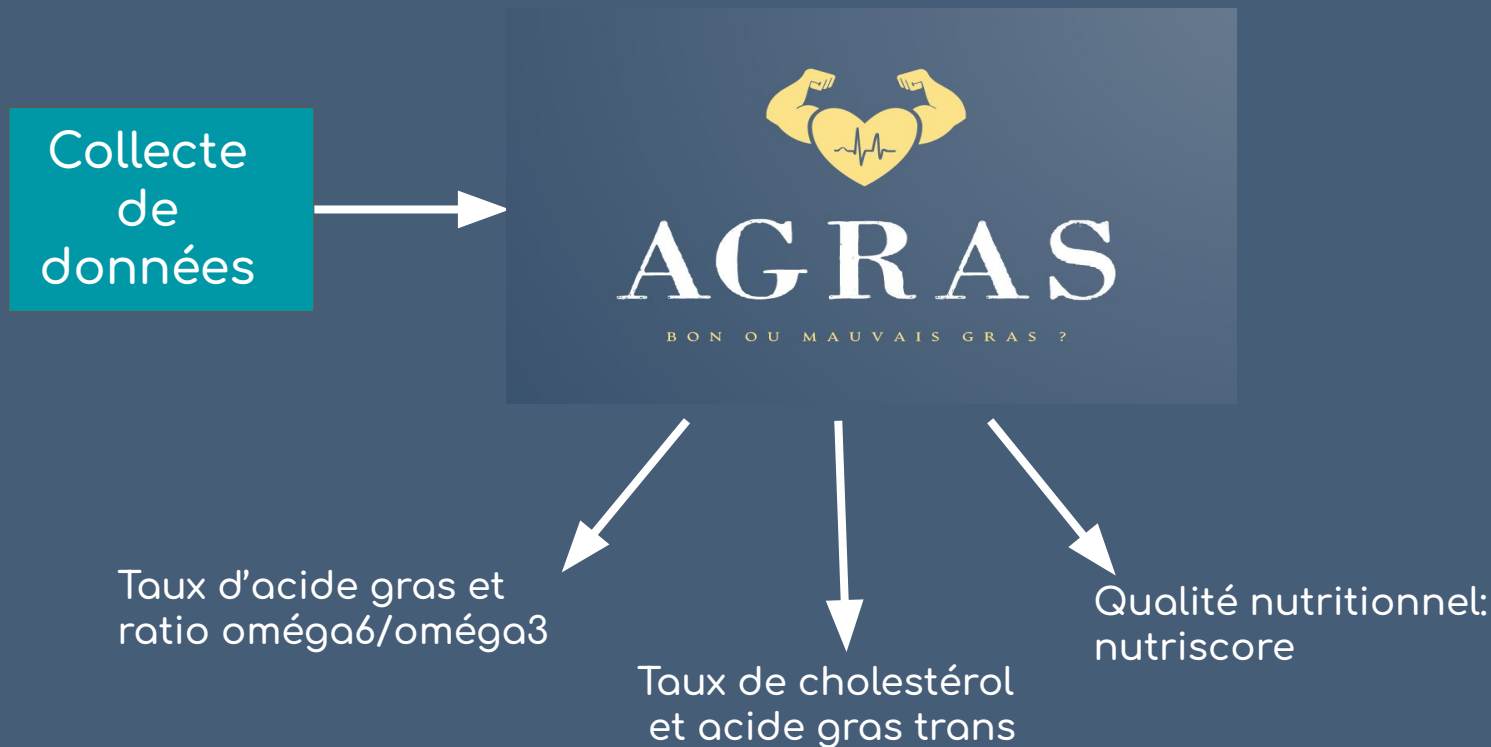 Collecte
de
données
AGRAS
BON OU MAUVAIS GRAS ?
Taux d’acide gras et
ratio oméga6/oméga3
Taux de cholestérol
et acide gras trans
Qualité nutritionnel:
nutriscore